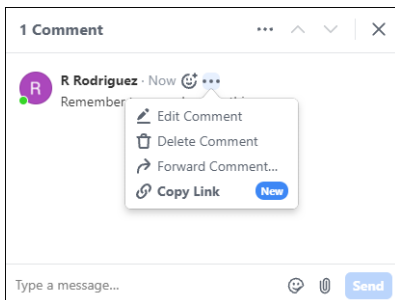 1 Comment
R
R Rodriguez · Now
Remember
Edit Comment
Delete Comment
Forward Comment...
Copy Link New
Type a message... Send